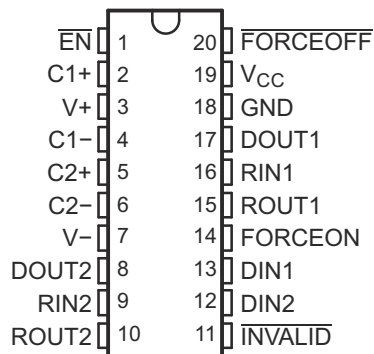 EN 1 20 FORCEOFF
C1+ 2 19 VCC
V+ 3 18 GND
C1− 4 17 DOUT1
C2+ 5 16 RIN1
C2− 6 15 ROUT1
V− 7 14 FORCEON
DOUT2 8 13 DIN1
RIN2 9 12 DIN2
ROUT2 10 11 INVALID